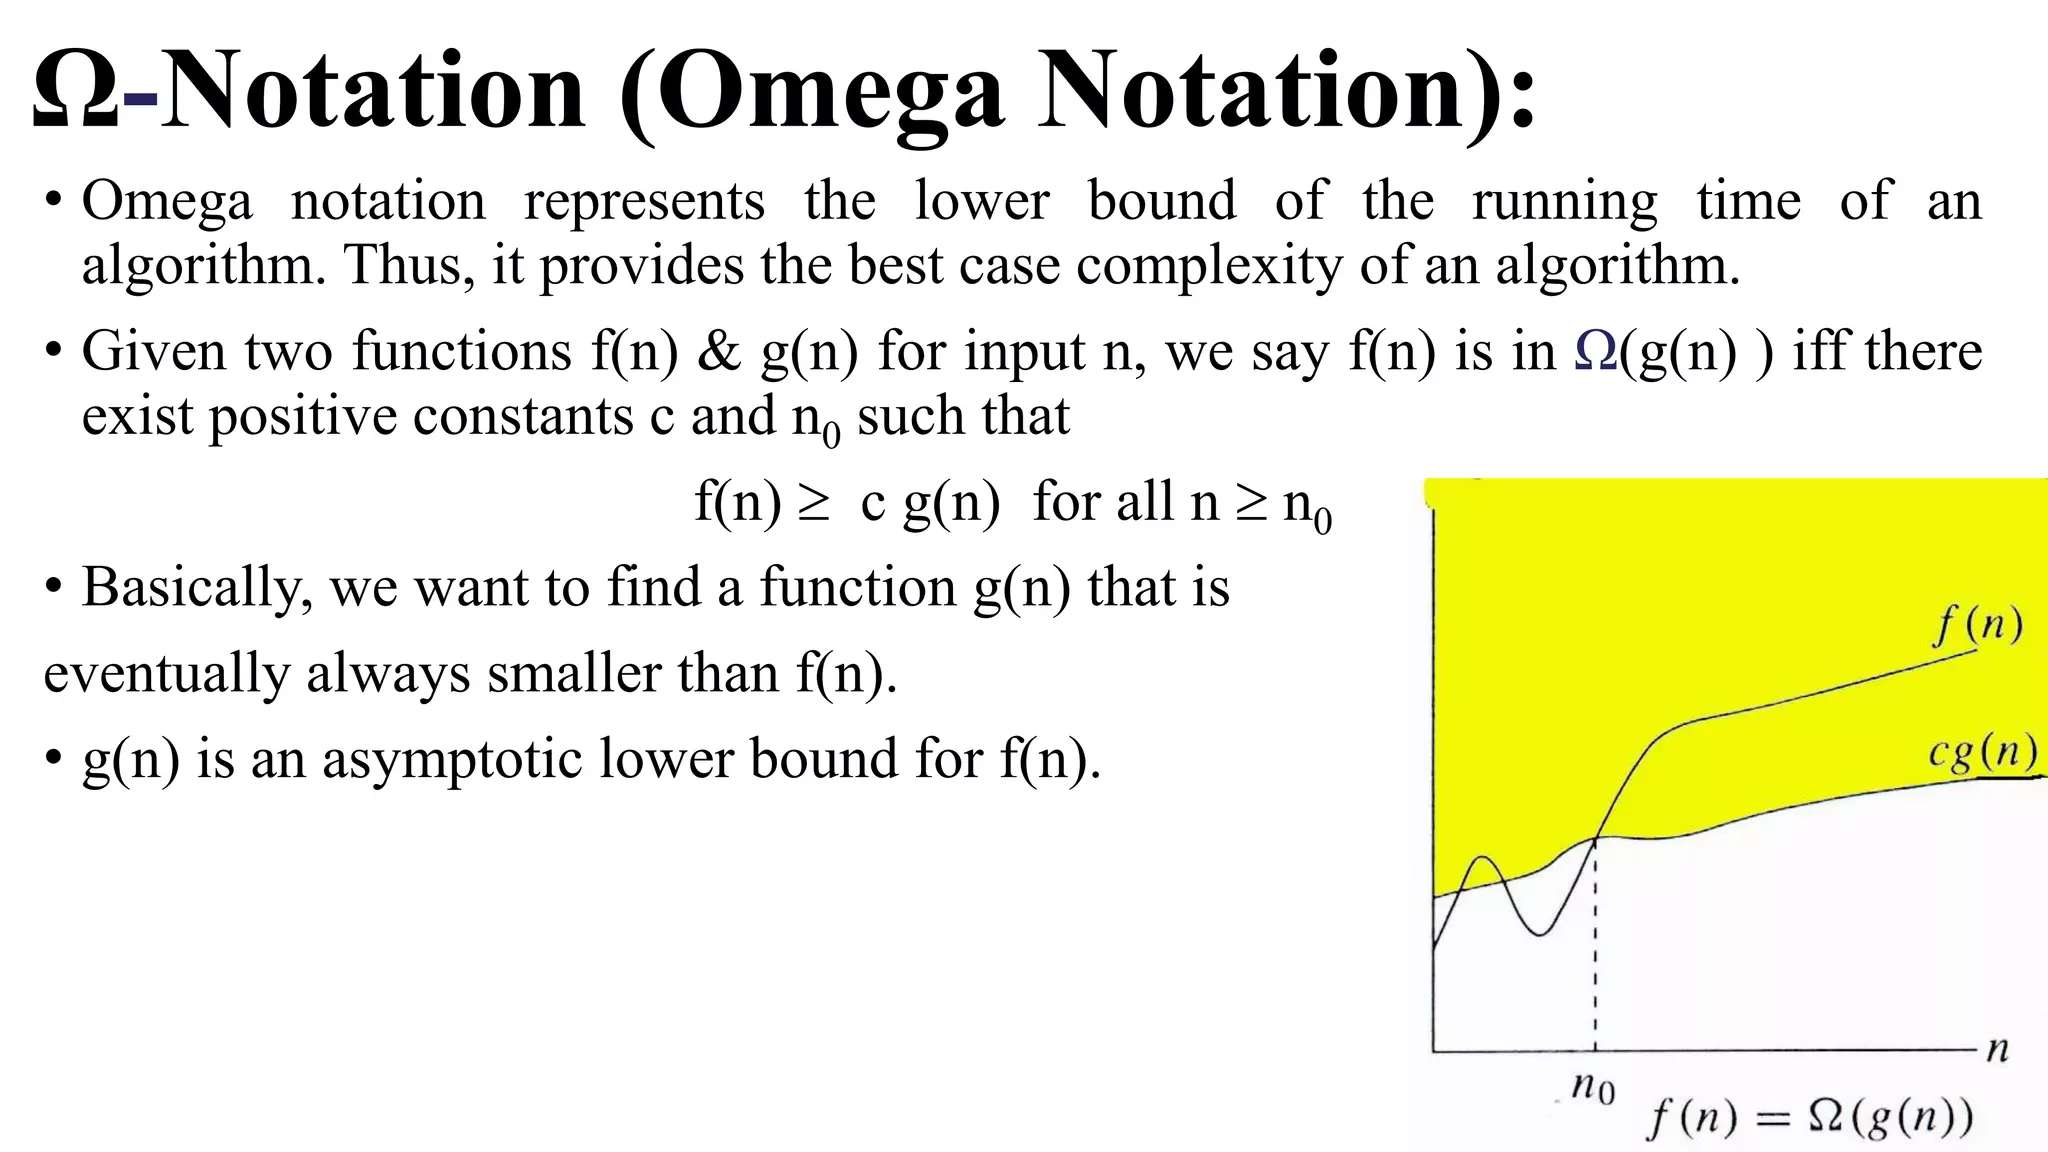 Ω-Notation (Omega Notation):
• Omega notation represents the lower bound of the running time of an
algorithm. Thus, it provides the best case complexity of an algorithm.
• Given two functions f(n) & g(n) for input n, we say f(n) is in Ω(g(n) ) iff there
exist positive constants c and n₀ such that
f(n) ≥ c g(n) for all n ≥ n₀
• Basically, we want to find a function g(n) that is
eventually always smaller than f(n).
• g(n) is an asymptotic lower bound for f(n).
f(n)
cg(n)
n
n₀
f(n) = Ω(g(n))